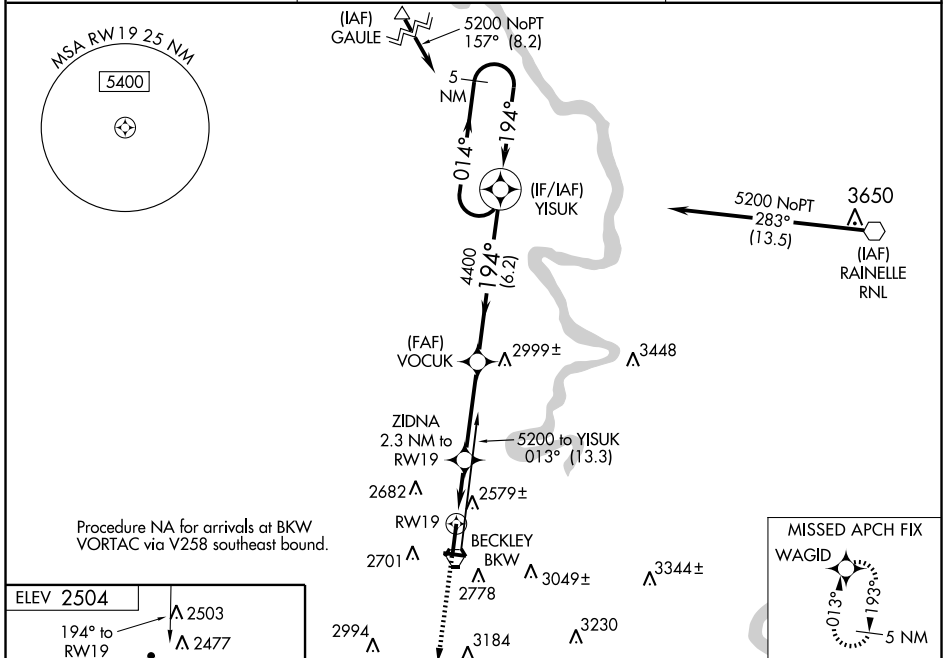 MSA RW19 25 NM
5400
(IAF)
GAULE
5200 NoPT
157° (8.2)
5
NM
014°
194°
(IF/IAF)
YISUK
5200 NoPT
283°
(13.5)
3650
(IAF)
RAINELLE
RNL
4400
194°
(6.2)
(FAF)
VOCUK
2999±
3448
ZIDNA
2.3 NM to
RW19
5200 to YISUK
013° (13.3)
2682
2579±
RW19
BECKLEY
BKW
2701
2778
3049±
3344±
Procedure NA for arrivals at BKW
VORTAC via V258 southeast bound.
MISSED APCH FIX
WAGID
013°
193°
5 NM
ELEV 2504
2503
194° to
RW19
2477
2994
3184
3230